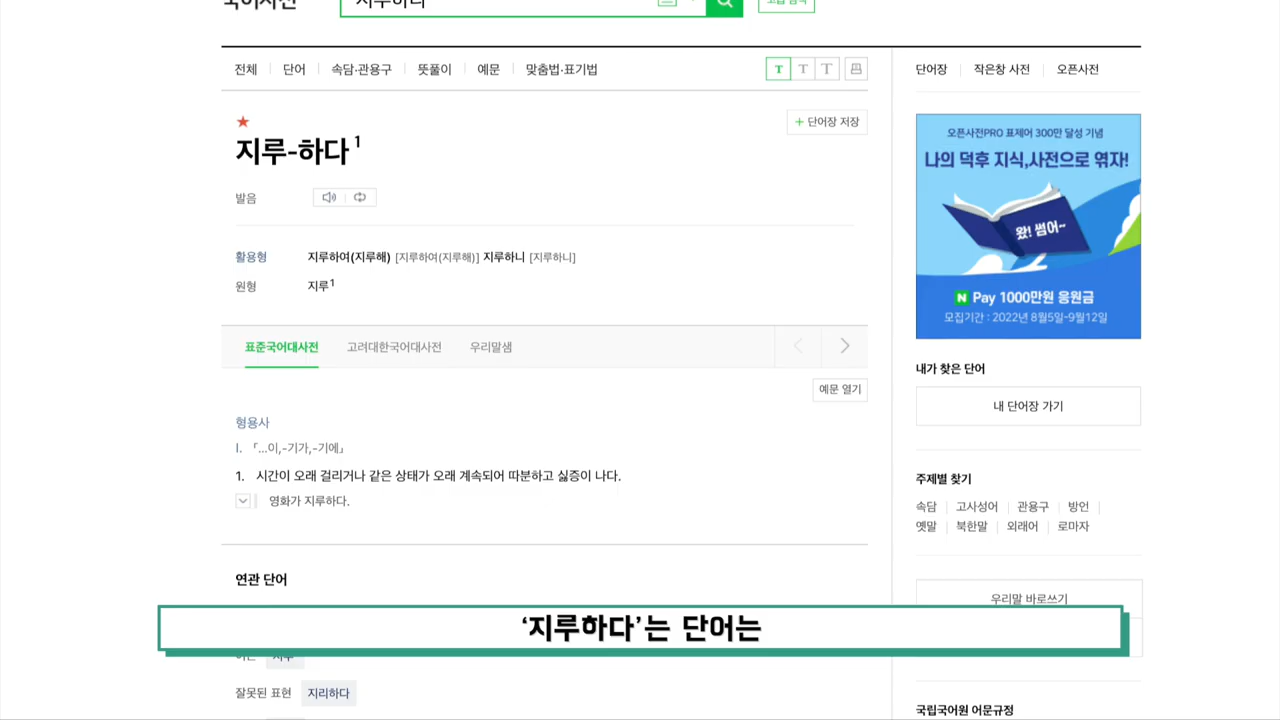 국어사전 지루하다 고급 검색
전체 단어 속담·관용구 뜻풀이 예문 맞춤법·표기법 T T T
단어장 작은창 사전 오픈사전
★
+ 단어장 저장
지루-하다 1
발음
활용형 지루하여(지루해) [지루하여(지루해)] 지루하니 [지루하니]
원형 지루1
표준국어대사전 고려대한국어대사전 우리말샘
예문 열기
형용사
Ⅰ. 「…이,-기가,-기에」
1. 시간이 오래 걸리거나 같은 상태가 오래 계속되어 따분하고 싫증이 나다.
영화가 지루하다.
연관 단어
잘못된 표현 지리하다
오픈사전PRO 표제어 300만 달성 기념
나의 덕후 지식,사전으로 엮자!
왔! 썸어~
N Pay 1000만원 응원금
모집기간 : 2022년 8월5일-9월12일
내가 찾은 단어
내 단어장 가기
주제별 찾기
속담 고사성어 관용구 방언
옛말 북한말 외래어 로마자
우리말 바로쓰기
국립국어원 어문규정
‘지루하다’는 단어는